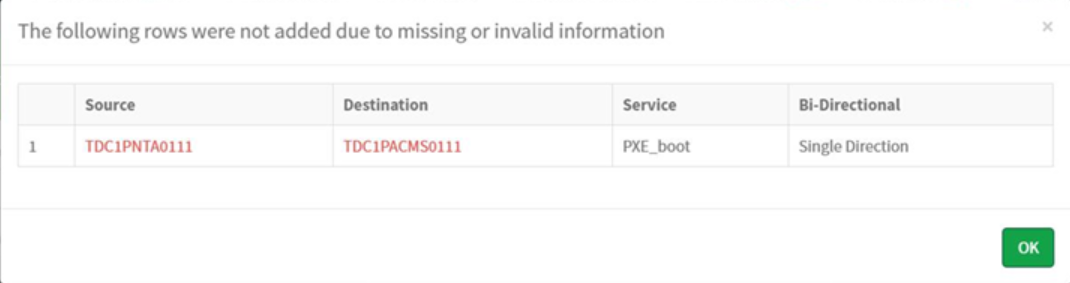 The following rows were not added due to missing or invalid information ×
Source Destination Service Bi-Directional
1 TDC1PNTA0111 TDC1PACMS0111 PXE_boot Single Direction
OK